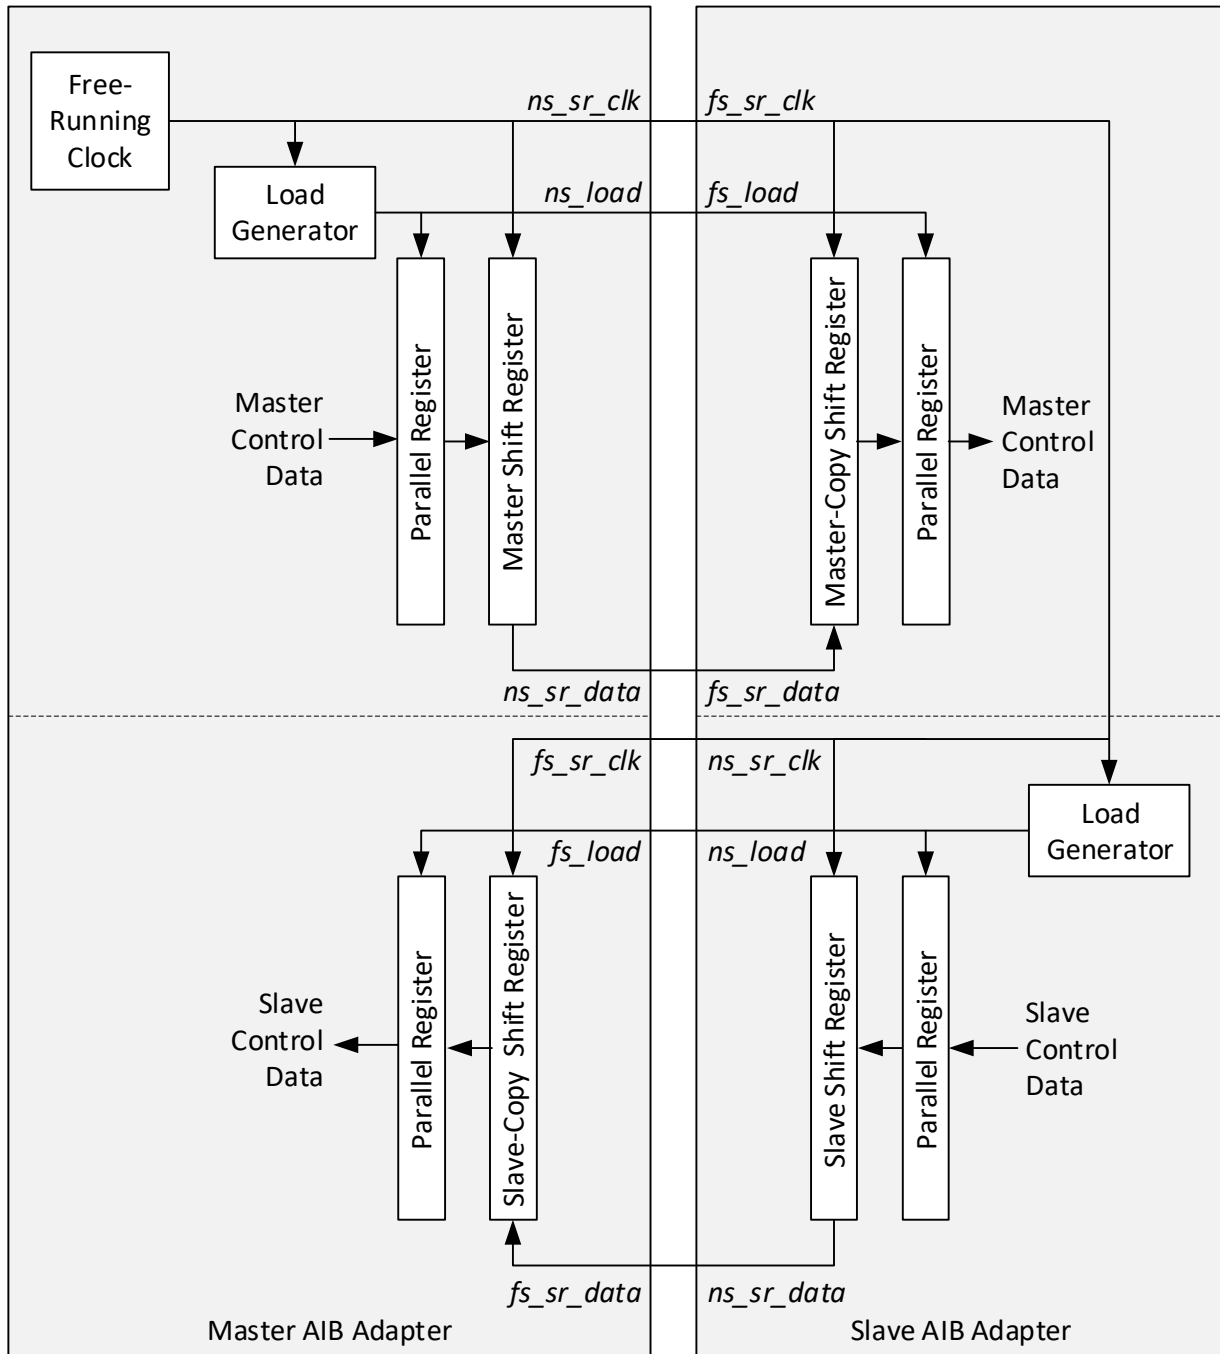 Free-
Running
Clock
ns_sr_clk
fs_sr_clk
Load
Generator
ns_load
fs_load
Master
Control
Data
Parallel Register
Master Shift Register
Master-Copy Shift Register
Parallel Register
Master
Control
Data
ns_sr_data
fs_sr_data
fs_sr_clk
ns_sr_clk
Load
Generator
fs_load
ns_load
Slave
Control
Data
Parallel Register
Slave-Copy Shift Register
Slave Shift Register
Parallel Register
Slave
Control
Data
fs_sr_data
ns_sr_data
Master AIB Adapter
Slave AIB Adapter